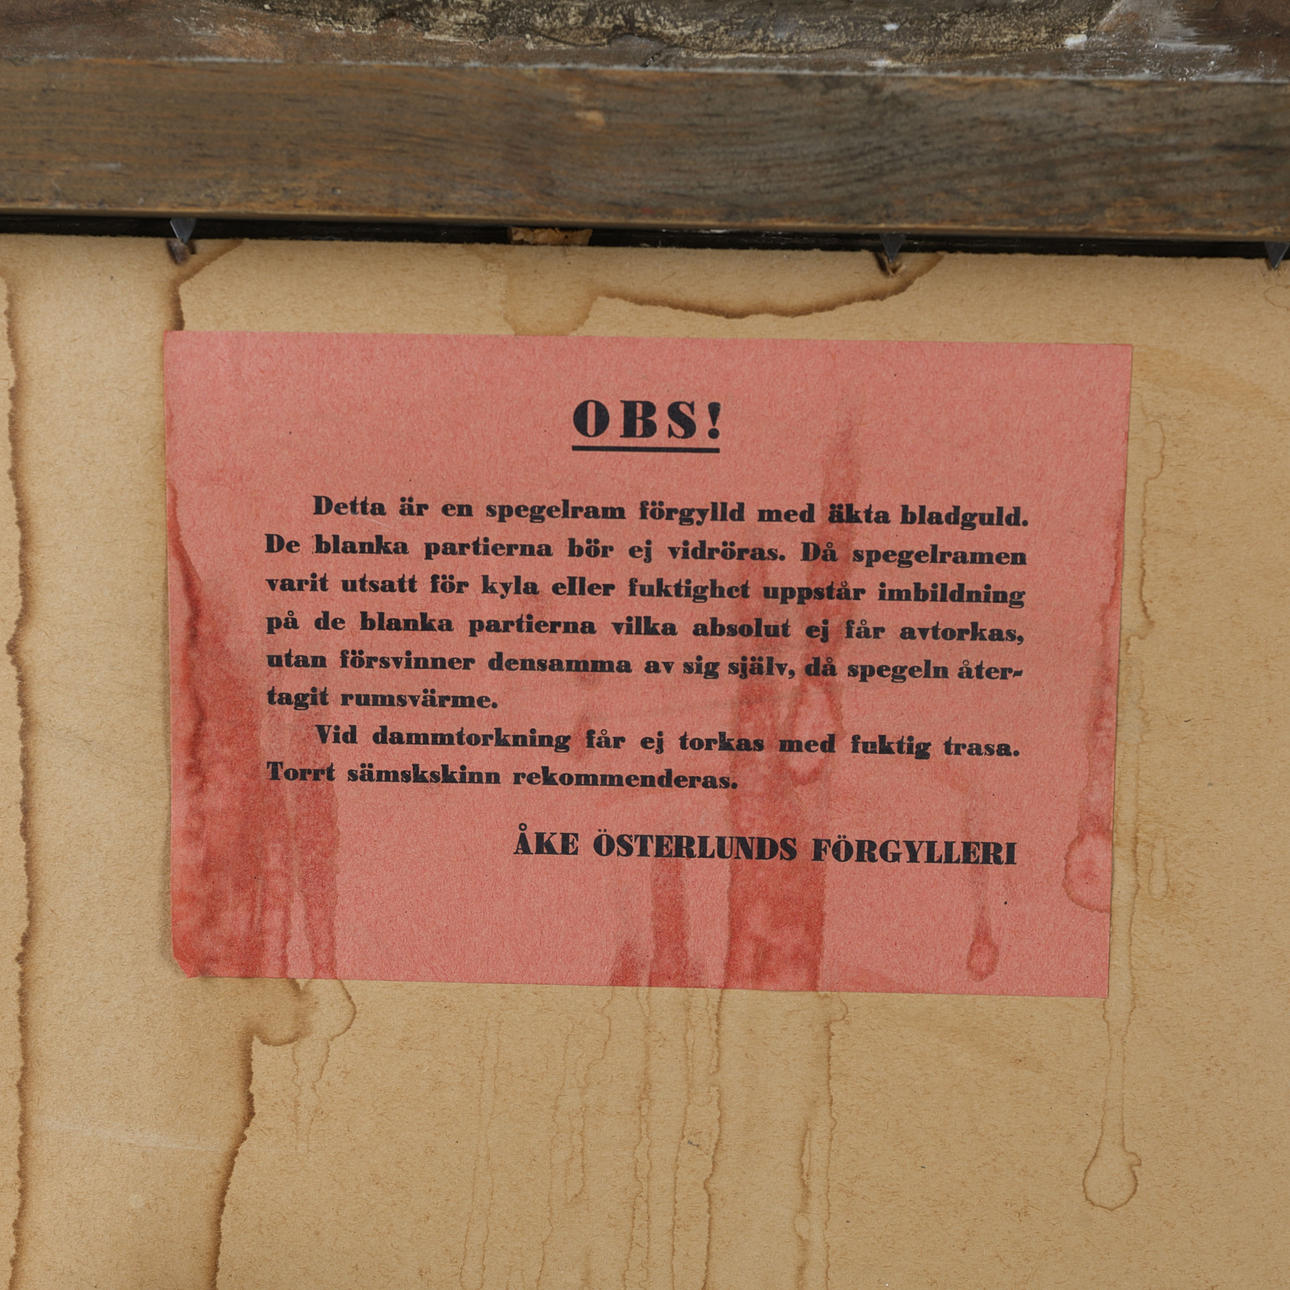 OBS!
Detta är en spegelram förgylld med äkta bladguld.
De blanka partierna bör ej vidröras. Då spegelramen
varit utsatt för kyla eller fuktighet uppstår imbildning
på de blanka partierna vilka absolut ej får avtorkas,
utan försvinner densamma av sig själv, då spegeln åter-
tagit rumsvärme.
Vid dammtorkning får ej torkas med fuktig trasa.
Torrt sämskskinn rekommenderas.
ÅKE ÖSTERLUNDS FÖRGYLLERI